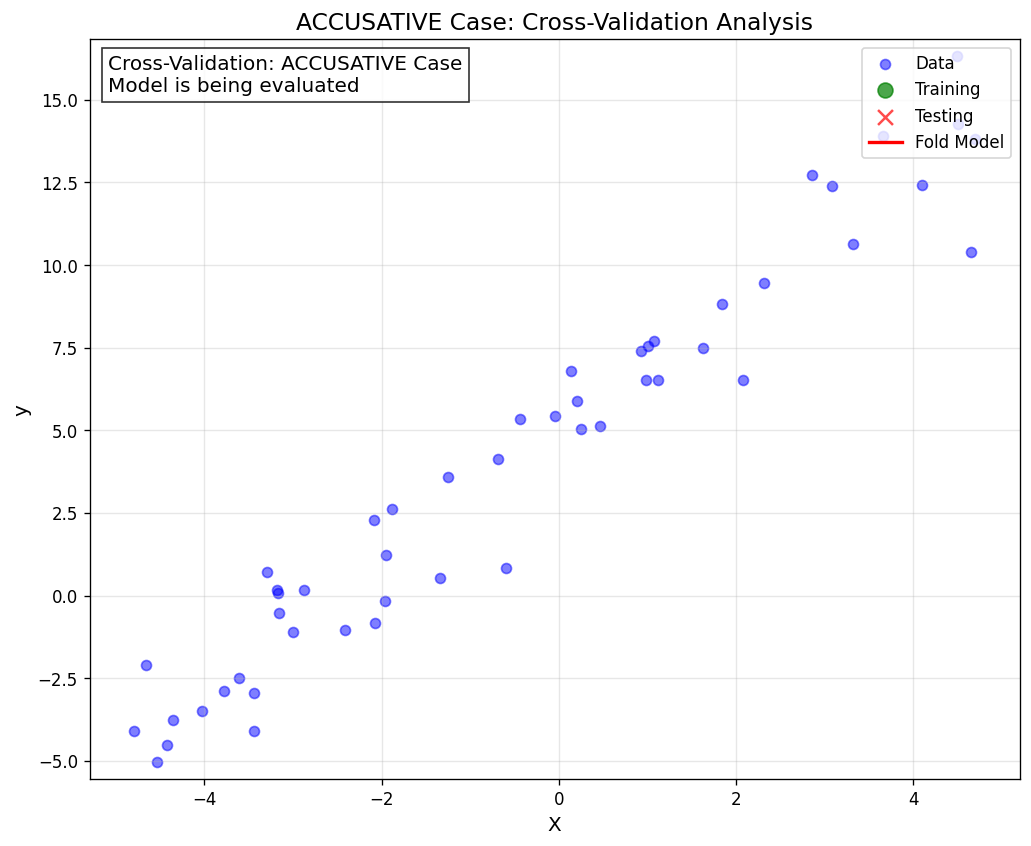 ACCUSATIVE Case: Cross-Validation Analysis
Cross-Validation: ACCUSATIVE Case
Model is being evaluated
Data
Training
Testing
Fold Model
15.0
12.5
10.0
7.5
5.0
2.5
0.0
−2.5
−5.0
y
−4
−2
0
2
4
X